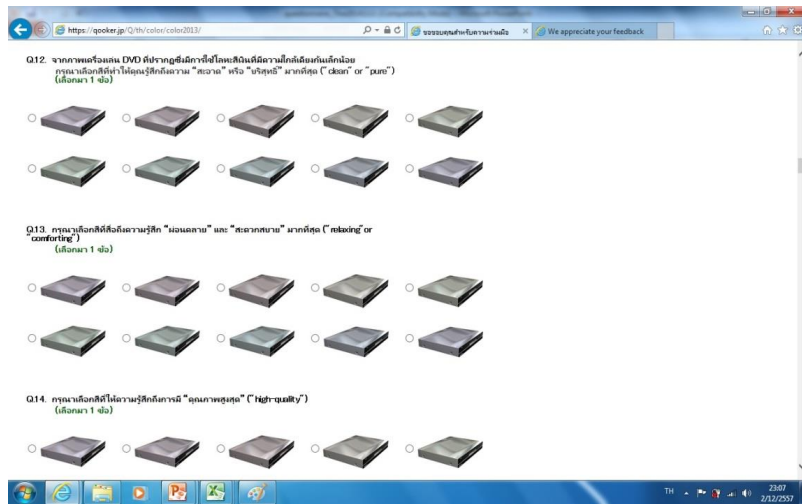 https://qooker.jp/Q/th/color/color2013/
ขอขอบคุณสำหรับความร่วมมือ
We appreciate your feedback
Q.12. จากภาพเครื่องเล่น DVD ที่ปรากฏซึ่งมีการใช้โลหะสีเงินที่มีความใกล้เคียงกันเล็กน้อย
กรุณาเลือกสีที่ทำให้คุณรู้สึกถึงความ "สะอาด" หรือ "บริสุทธิ์" มากที่สุด ("clean" or "pure")
(เลือกมา 1 ข้อ)
Q.13. กรุณาเลือกสีที่สื่อถึงความรู้สึก "ผ่อนคลาย" และ "สะดวกสบาย" มากที่สุด ("relaxing"or
"comforting")
(เลือกมา 1 ข้อ)
Q.14. กรุณาเลือกสีที่ให้ความรู้สึกถึงการมี "คุณภาพสูงสุด" ("high-quality")
(เลือกมา 1 ข้อ)
TH
23:07
2/12/2557